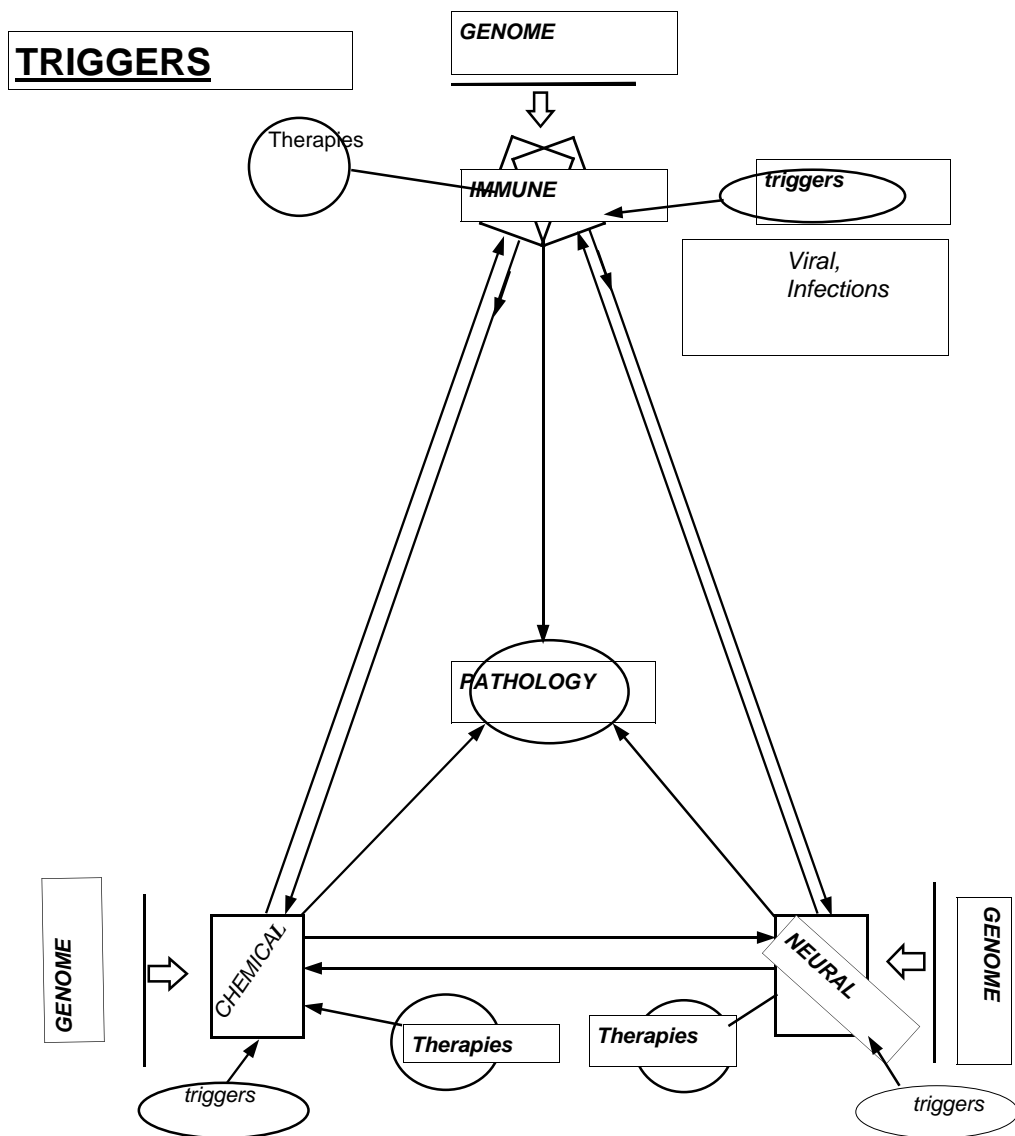 TRIGGERS
GENOME
Therapies
IMMUNE
triggers
Viral,
Infections
PATHOLOGY
GENOME
CHEMICAL
NEURAL
GENOME
Therapies
Therapies
triggers
triggers